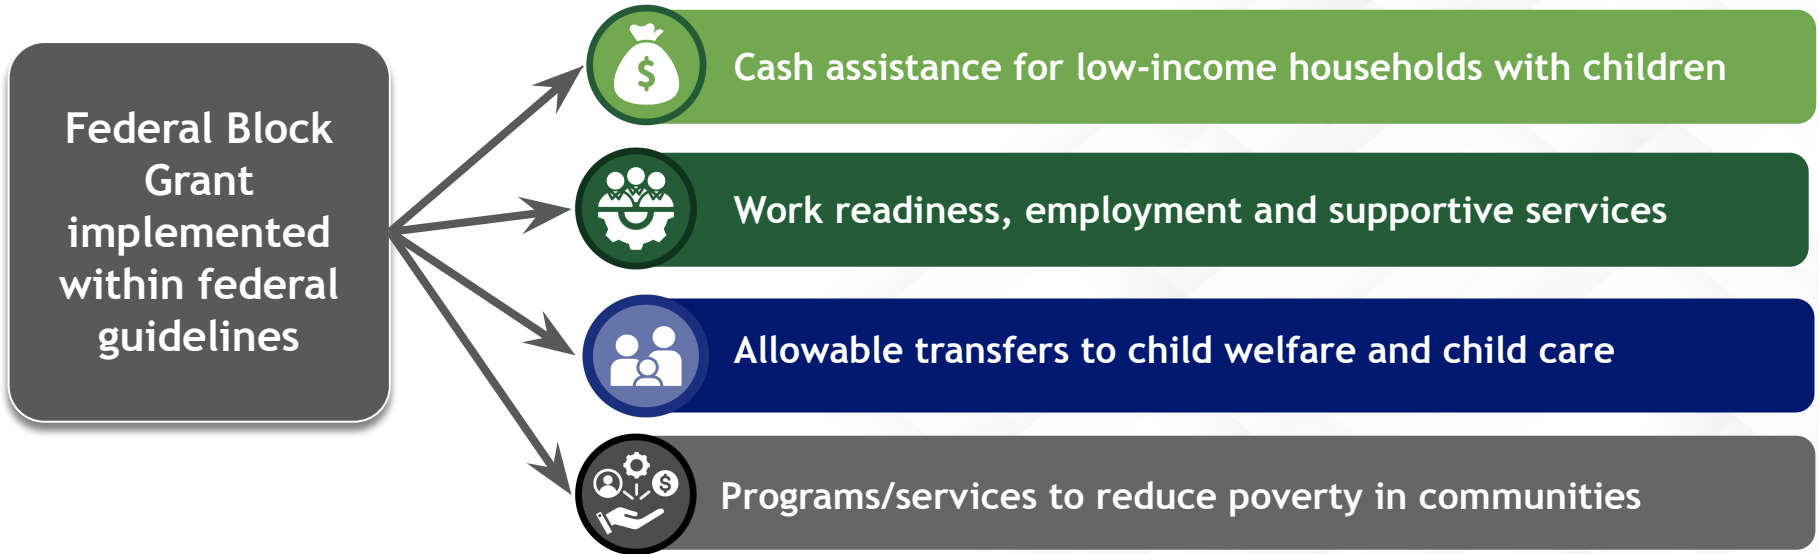 Federal Block
Grant
implemented
within federal
guidelines
$
Cash assistance for low-income households with children
Work readiness, employment and supportive services
Allowable transfers to child welfare and child care
$
Programs/services to reduce poverty in communities